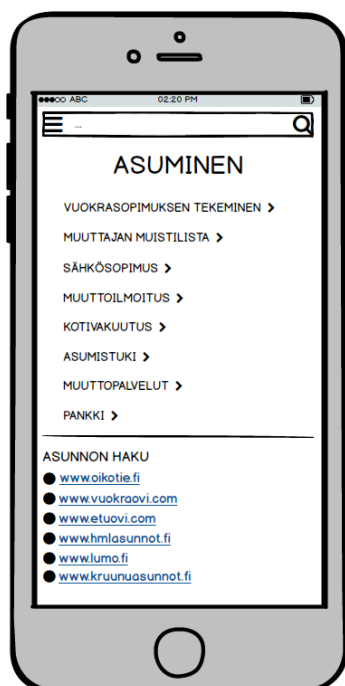 ABC 02:20 PM
...
ASUMINEN
VUOKRASOPIMUKSEN TEKEMINEN >
MUUTTAJAN MUISTILISTA >
SÄHKÖSOPIMUS >
MUUTTOILMOITUS >
KOTIVAKUUTUS >
ASUMISTUKI >
MUUTTOPALVELUT >
PANKKI >
ASUNNON HAKU
www.oikotie.fi
www.vuokraovi.com
www.etuovi.com
www.hmlasunnot.fi
www.lumo.fi
www.kruunuasunnot.fi